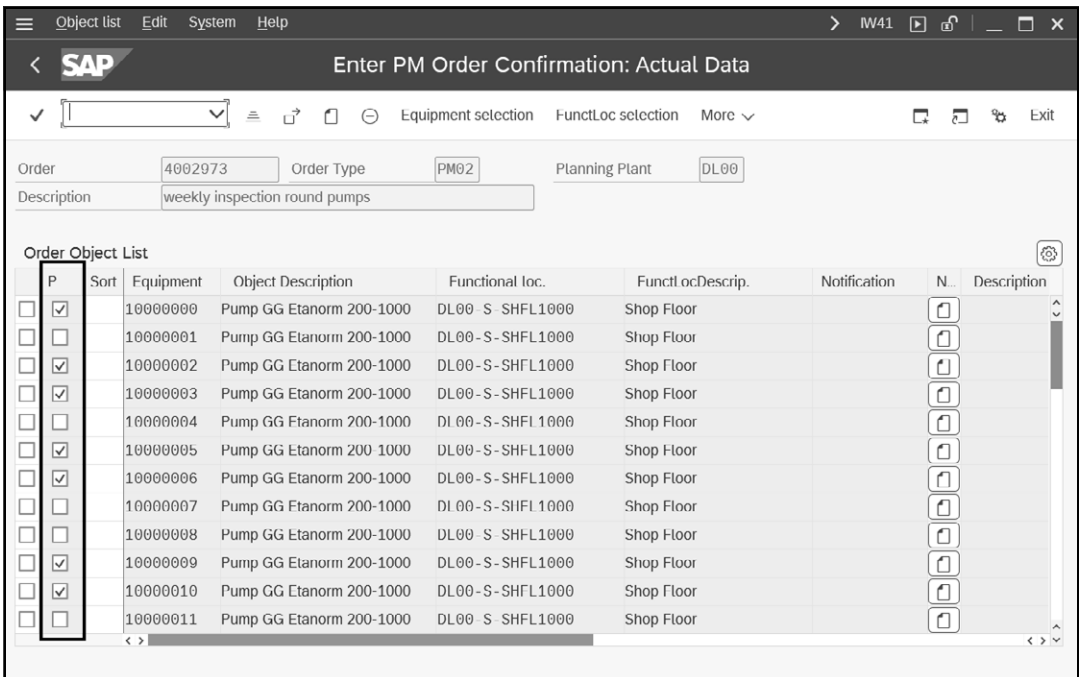 Object list Edit System Help IW41
SAP Enter PM Order Confirmation: Actual Data
Equipment selection FunctLoc selection More Exit
Order 4002973 Order Type PM02 Planning Plant DL00
Description weekly inspection round pumps
Order Object List
P Sort Equipment Object Description Functional loc. FunctLocDescrip. Notification N... Description
10000000 Pump GG Etanorm 200-1000 DL00-S-SHFL1000 Shop Floor
10000001 Pump GG Etanorm 200-1000 DL00-S-SHFL1000 Shop Floor
10000002 Pump GG Etanorm 200-1000 DL00-S-SHFL1000 Shop Floor
10000003 Pump GG Etanorm 200-1000 DL00-S-SHFL1000 Shop Floor
10000004 Pump GG Etanorm 200-1000 DL00-S-SHFL1000 Shop Floor
10000005 Pump GG Etanorm 200-1000 DL00-S-SHFL1000 Shop Floor
10000006 Pump GG Etanorm 200-1000 DL00-S-SHFL1000 Shop Floor
10000007 Pump GG Etanorm 200-1000 DL00-S-SHFL1000 Shop Floor
10000008 Pump GG Etanorm 200-1000 DL00-S-SHFL1000 Shop Floor
10000009 Pump GG Etanorm 200-1000 DL00-S-SHFL1000 Shop Floor
10000010 Pump GG Etanorm 200-1000 DL00-S-SHFL1000 Shop Floor
10000011 Pump GG Etanorm 200-1000 DL00-S-SHFL1000 Shop Floor